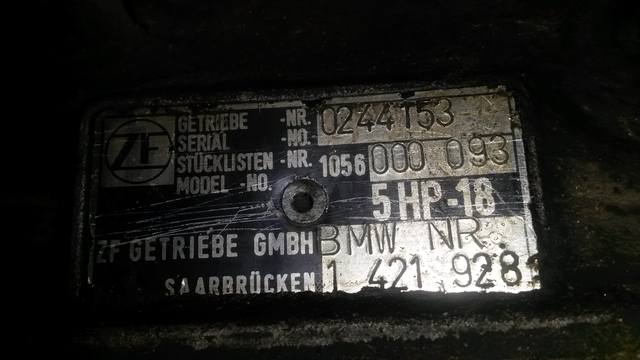 ZF
GETRIEBE -NR. 0244153
SERIAL -NO.
STÜCKLISTEN -NR. 1056 000 093
MODEL -NO.
5 HP-18
ZF GETRIEBE GMBH BMW NR.
SAARBRÜCKEN 1 421 928